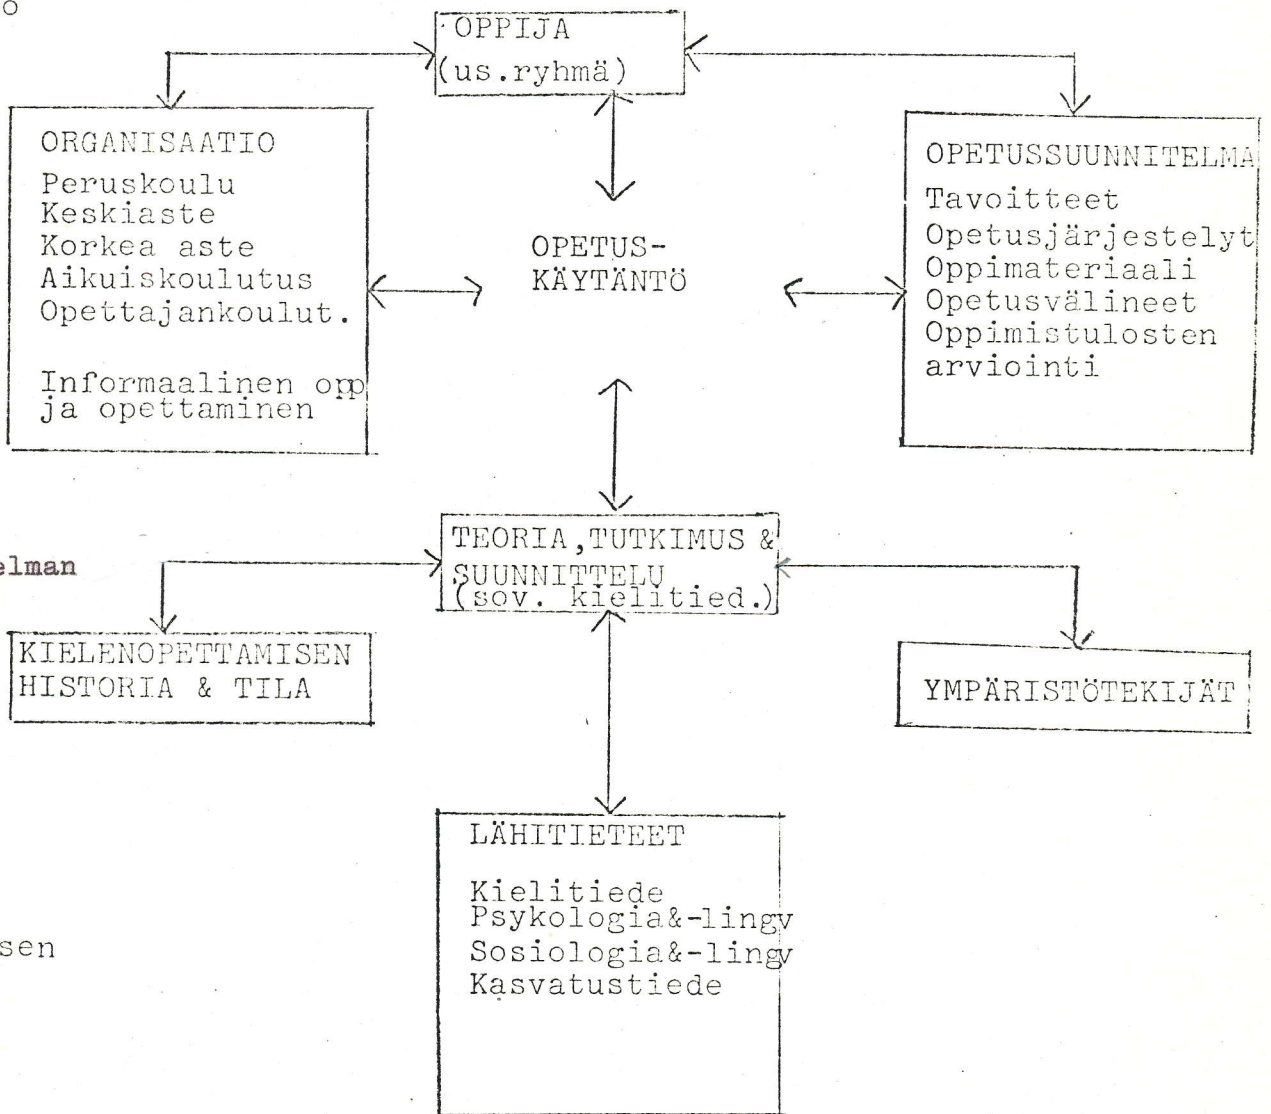 o
OPPIJA
(us.ryhmä)
ORGANISAATIO
Peruskoulu
Keskiaste
Korkea aste
Aikuiskoulutus
Opettajankoulut.
Informaalinen opp
ja opettaminen
OPETUS-
KÄYTÄNTÖ
OPETUSSUUNNITELMA
Tavoitteet
Opetusjärjestelyt
Oppimateriaali
Opetusvälineet
Oppimistulosten
arviointi
TEORIA,TUTKIMUS &
SUUNNITTELU
(sov. kielitied.)
elman
KIELENOPETTAMISEN
HISTORIA & TILA
YMPÄRISTÖTEKIJÄT
LÄHITIETEET
Kielitiede
Psykologia&-lingv
Sosiologia&-lingv
Kasvatustiede
sen